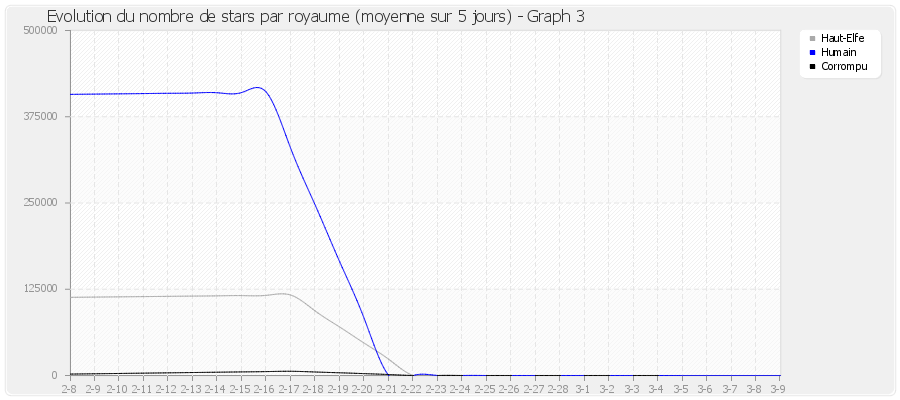 Evolution du nombre de stars par royaume (moyenne sur 5 jours) - Graph 3
500000
375000
250000
125000
0
Haut-Elfe
Humain
Corrompu
2-8 2-9 2-10 2-11 2-12 2-13 2-14 2-15 2-16 2-17 2-18 2-19 2-20 2-21 2-22 2-23 2-24 2-25 2-26 2-27 2-28 3-1 3-2 3-3 3-4 3-5 3-6 3-7 3-8 3-9